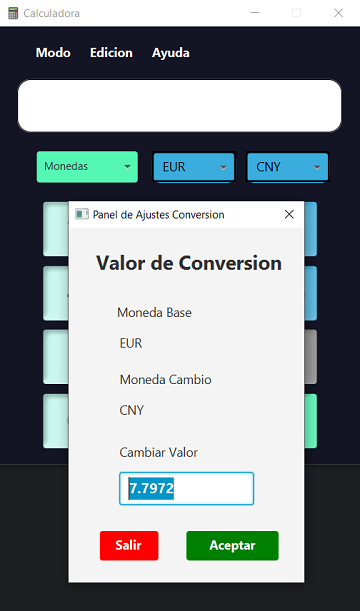 Calculadora
Modo Edicion Ayuda
Monedas EUR CNY
Panel de Ajustes Conversion
Valor de Conversion
Moneda Base
EUR
Moneda Cambio
CNY
Cambiar Valor
7.7972
Salir Aceptar